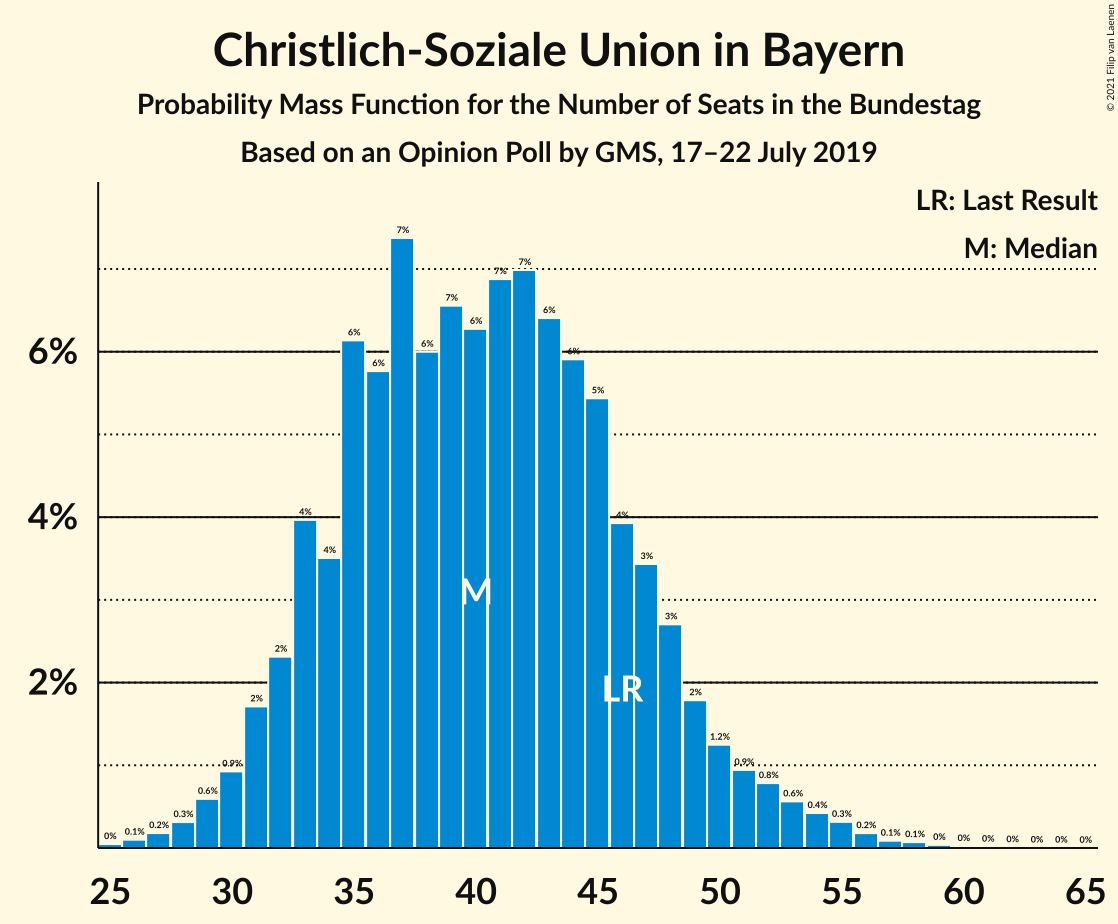 Christlich-Soziale Union in Bayern
Probability Mass Function for the Number of Seats in the Bundestag
Based on an Opinion Poll by GMS, 17–22 July 2019
© 2021 Filip van Laenen
LR: Last Result
M: Median
6%
4%
2%
0% 0.1% 0.2% 0.3% 0.6% 0.9% 2% 2% 4% 4% 6% 6% 7% 6% 7% 6% 7% 7% 6% 6% 5% 4% 3% 3% 2% 1.2% 0.9% 0.8% 0.6% 0.4% 0.3% 0.2% 0.1% 0.1% 0% 0% 0% 0% 0% 0% 0%
M
LR
25 30 35 40 45 50 55 60 65